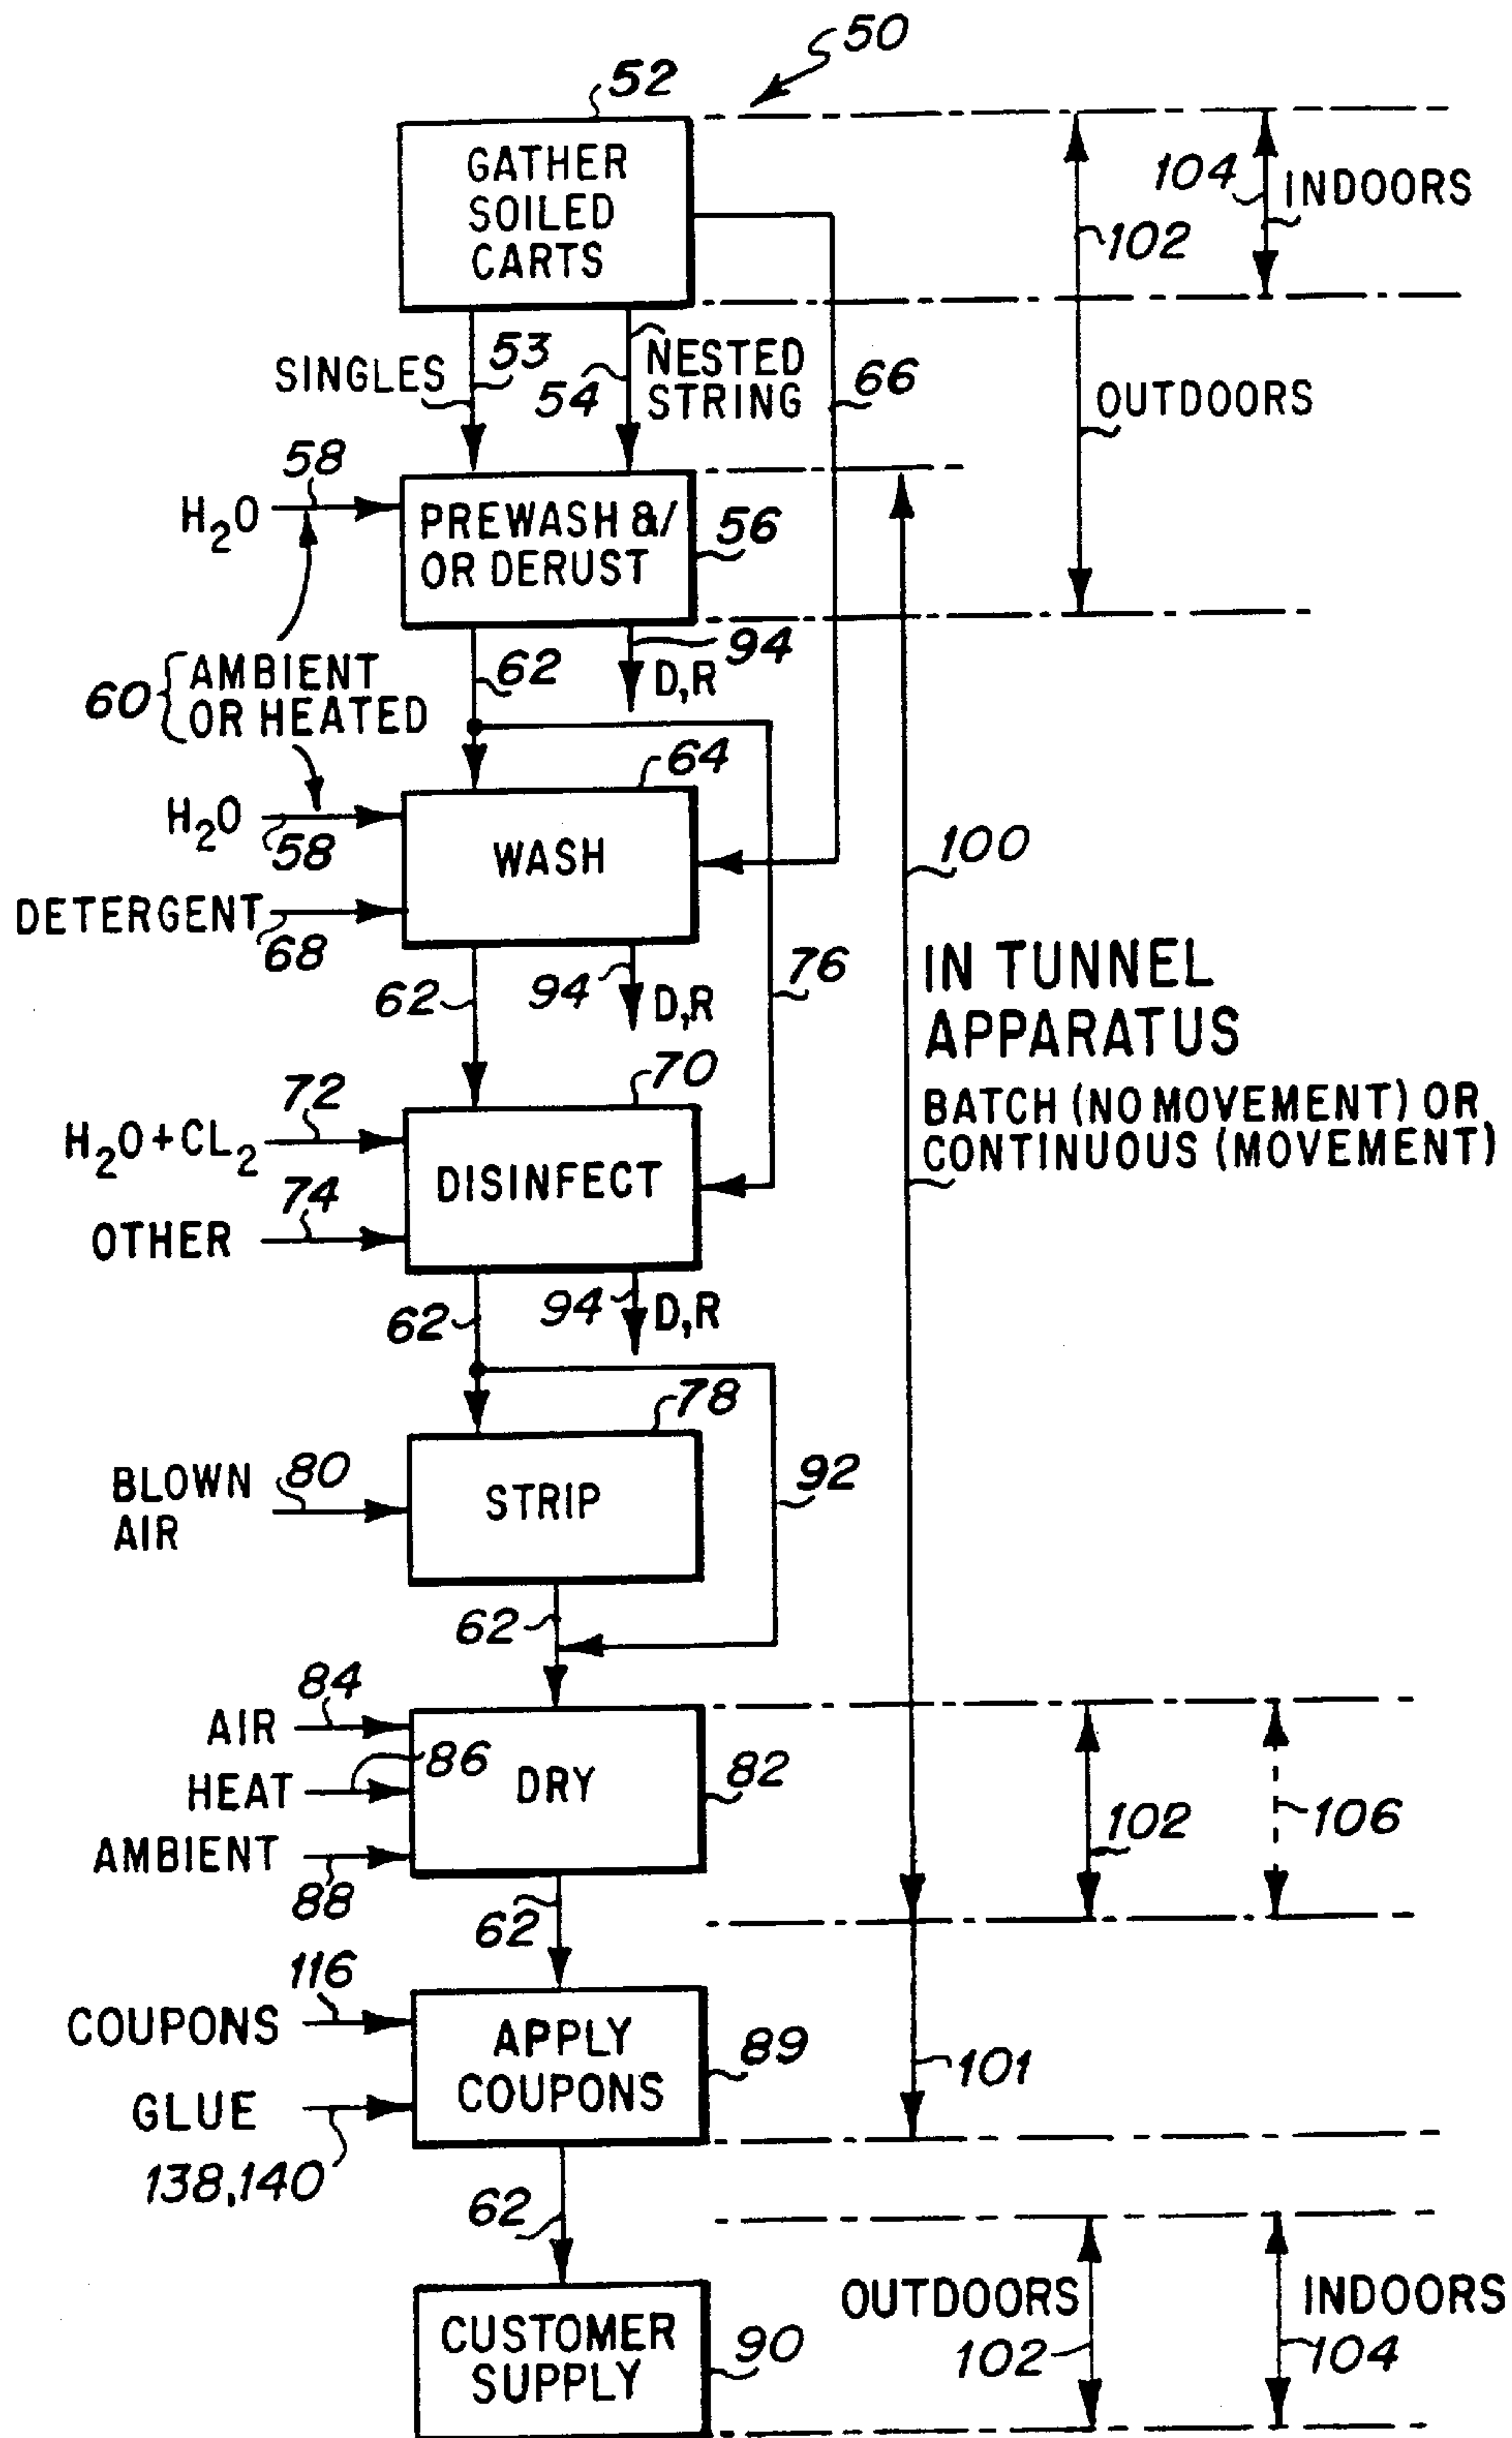 50
52
GATHER
SOILED
CARTS
104
INDOORS
102
SINGLES
53
54
NESTED
STRING
66
OUTDOORS
58
H2O
PREWASH &/
OR DERUST
56
62
94
D,R
60
AMBIENT
OR HEATED
64
H2O
58
WASH
100
DETERGENT
68
62
94
D,R
76
IN TUNNEL
APPARATUS
BATCH (NO MOVEMENT) OR
CONTINUOUS (MOVEMENT)
70
72
H2O+CL2
DISINFECT
74
OTHER
62
94
D,R
78
BLOWN
AIR
80
STRIP
92
62
84
AIR
86
HEAT
DRY
82
AMBIENT
88
102
106
62
116
COUPONS
APPLY
COUPONS
89
101
GLUE
138,140
62
OUTDOORS
102
INDOORS
104
CUSTOMER
SUPPLY
90